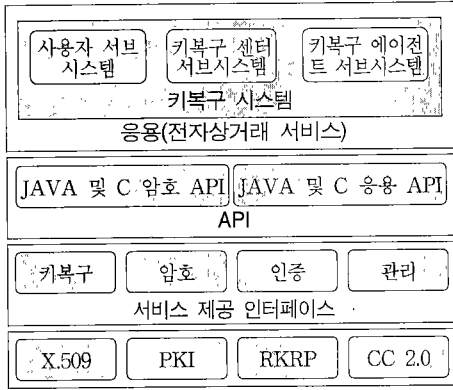 사용자 서브
시스템
키복구 센터
서브시스템
키복구 에이전
트 서브시스템
키복구 시스템
응용(전자상거래 서비스)
JAVA 및 C 암호 API
JAVA 및 C 응용 API
API
키복구
암호
인증
관리
서비스 제공 인터페이스
X.509
PKI
RKRP
CC 2.0